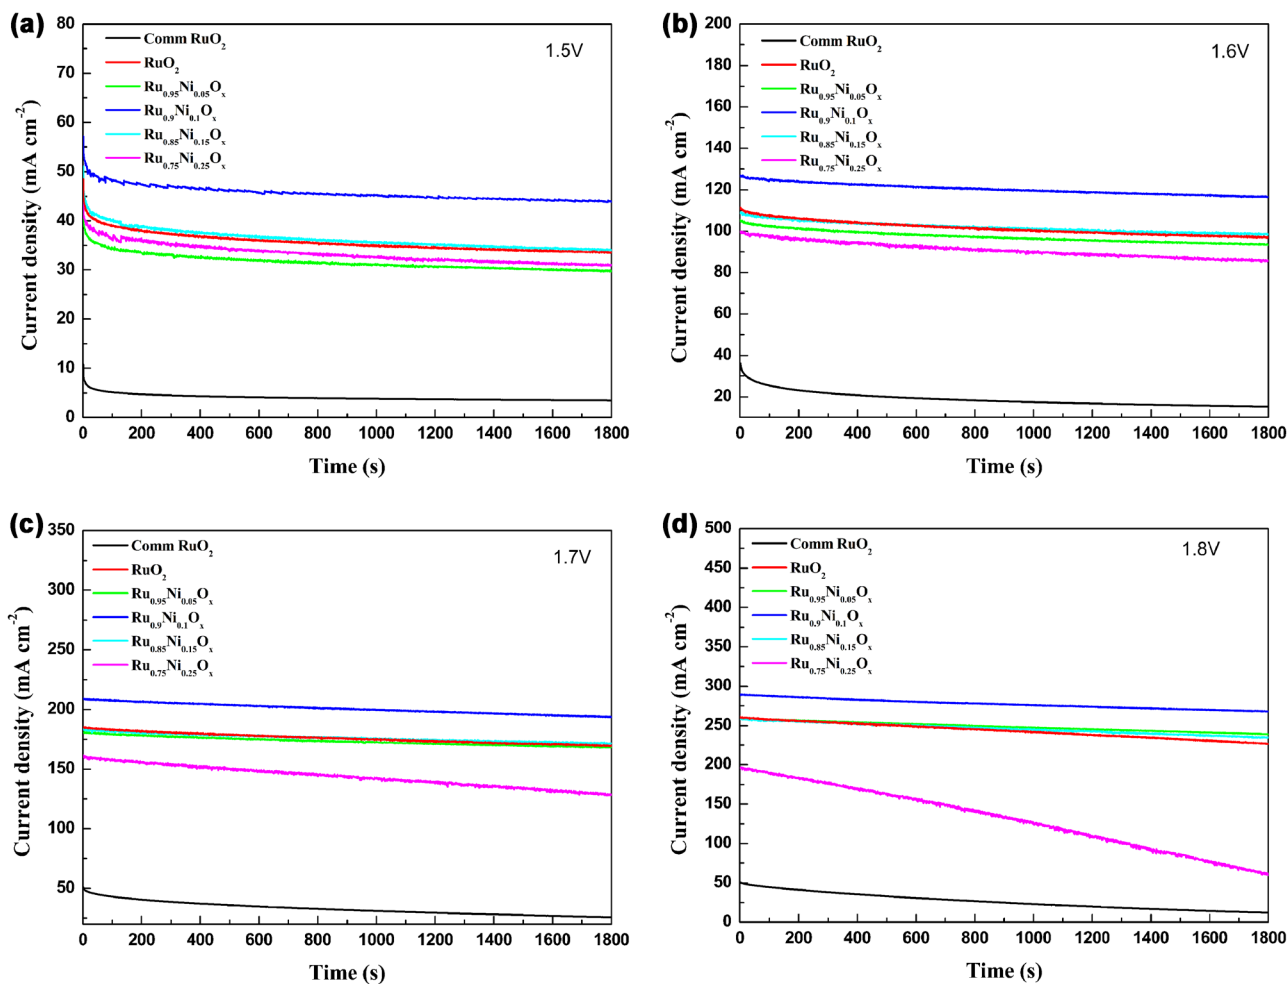 (a)
80
70
60
50
40
30
20
10
0
Current density (mA cm⁻²)
Comm RuO₂
RuO₂
Ru₀.₉₅Ni₀.₀₅Oₓ
Ru₀.₉Ni₀.₁Oₓ
Ru₀.₈₅Ni₀.₁₅Oₓ
Ru₀.₇₅Ni₀.₂₅Oₓ
1.5V
0 200 400 600 800 1000 1200 1400 1600 1800
Time (s)
(b)
200
180
160
140
120
100
80
60
40
20
Current density (mA cm⁻²)
Comm RuO₂
RuO₂
Ru₀.₉₅Ni₀.₀₅Oₓ
Ru₀.₉Ni₀.₁Oₓ
Ru₀.₈₅Ni₀.₁₅Oₓ
Ru₀.₇₅Ni₀.₂₅Oₓ
1.6V
0 200 400 600 800 1000 1200 1400 1600 1800
Time (s)
(c)
350
300
250
200
150
100
50
Current density (mA cm⁻²)
Comm RuO₂
RuO₂
Ru₀.₉₅Ni₀.₀₅Oₓ
Ru₀.₉Ni₀.₁Oₓ
Ru₀.₈₅Ni₀.₁₅Oₓ
Ru₀.₇₅Ni₀.₂₅Oₓ
1.7V
0 200 400 600 800 1000 1200 1400 1600 1800
Time (s)
(d)
500
450
400
350
300
250
200
150
100
50
0
Current density (mA cm⁻²)
Comm RuO₂
RuO₂
Ru₀.₉₅Ni₀.₀₅Oₓ
Ru₀.₉Ni₀.₁Oₓ
Ru₀.₈₅Ni₀.₁₅Oₓ
Ru₀.₇₅Ni₀.₂₅Oₓ
1.8V
0 200 400 600 800 1000 1200 1400 1600 1800
Time (s)